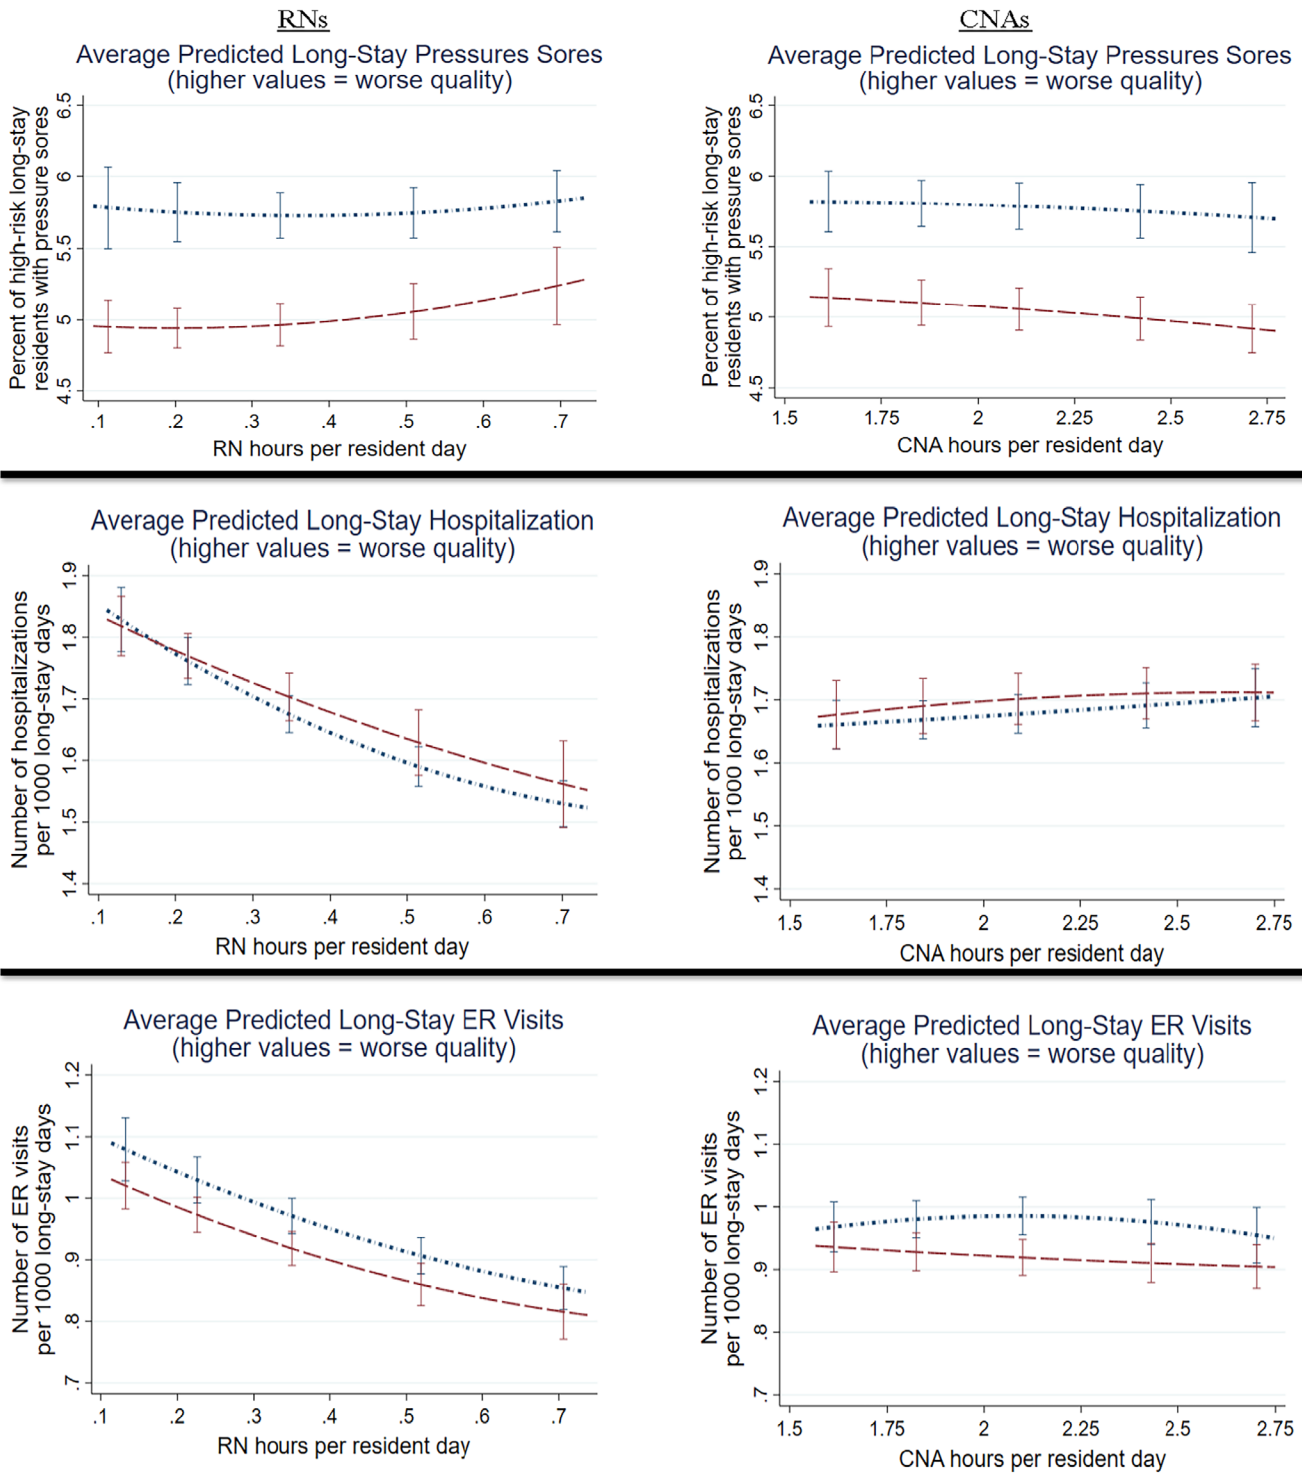 RNs
CNAs
Average Predicted Long-Stay Pressures Sores
(higher values = worse quality)
Percent of high-risk long-stay
residents with pressure sores
6.5
6
5.5
5
4.5
.1 .2 .3 .4 .5 .6 .7
RN hours per resident day
Average Predicted Long-Stay Pressures Sores
(higher values = worse quality)
Percent of high-risk long-stay
residents with pressure sores
6.5
6
5.5
5
4.5
1.5 1.75 2 2.25 2.5 2.75
CNA hours per resident day
Average Predicted Long-Stay Hospitalization
(higher values = worse quality)
Number of hospitalizations
per 1000 long-stay days
1.9
1.8
1.7
1.6
1.5
1.4
.1 .2 .3 .4 .5 .6 .7
RN hours per resident day
Average Predicted Long-Stay Hospitalization
(higher values = worse quality)
Number of hospitalizations
per 1000 long-stay days
1.9
1.8
1.7
1.6
1.5
1.4
1.5 1.75 2 2.25 2.5 2.75
CNA hours per resident day
Average Predicted Long-Stay ER Visits
(higher values = worse quality)
Number of ER visits
per 1000 long-stay days
1.2
1.1
1
.9
.8
.7
.1 .2 .3 .4 .5 .6 .7
RN hours per resident day
Average Predicted Long-Stay ER Visits
(higher values = worse quality)
Number of ER visits
per 1000 long-stay days
1.2
1.1
1
.9
.8
.7
1.5 1.75 2 2.25 2.5 2.75
CNA hours per resident day